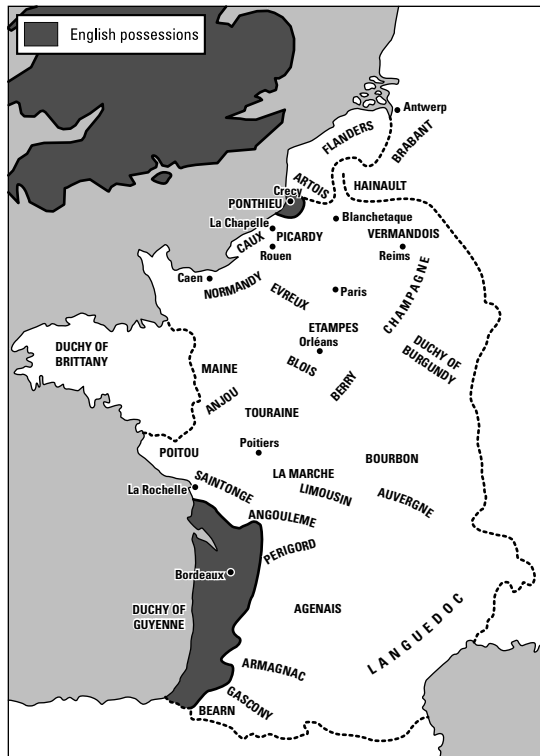 English possessions
Antwerp
FLANDERS
BRABANT
ARTOIS
HAINAULT
Crecy
PONTHIEU
Blanchetaque
La Chapelle
PICARDY
VERMANDOIS
CAUX
Rouen
Reims
Caen
NORMANDY
EVREUX
Paris
CHAMPAGNE
ETAMPES
Orléans
DUCHY OF
BRITTANY
DUCHY OF
BURGUNDY
MAINE
BLOIS
BERRY
ANJOU
TOURAINE
POITOU
Poitiers
BOURBON
LA MARCHE
La Rochelle
SAINTONGE
LIMOUSIN
AUVERGNE
ANGOULEME
PERIGORD
Bordeaux
DUCHY OF
GUYENNE
AGENAIS
LANGUEDOC
ARMAGNAC
GASCONY
BEARN